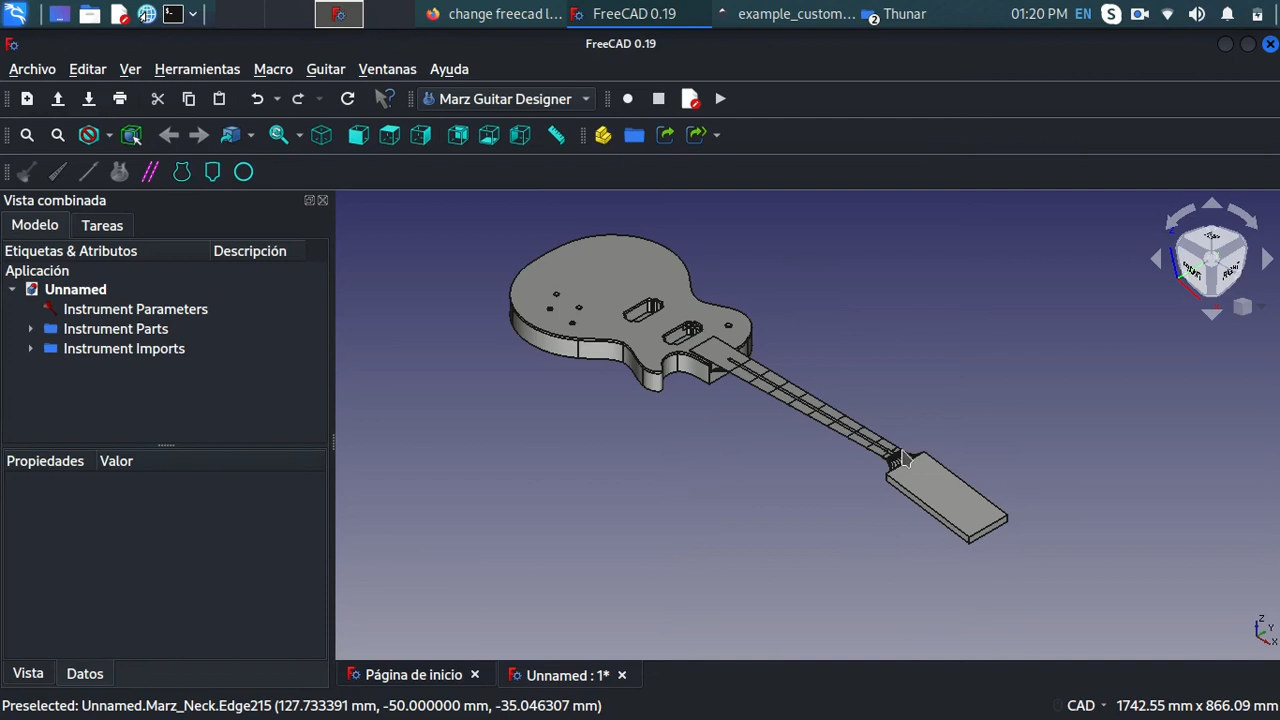 change freecad l...
FreeCAD 0.19
example_custom...
2
Thunar
01:20 PM
EN
FreeCAD 0.19
Archivo
Editar
Ver
Herramientas
Macro
Guitar
Ventanas
Ayuda
Marz Guitar Designer
Vista combinada
Modelo
Tareas
Etiquetas & Atributos
Descripción
Aplicación
Unnamed
Instrument Parameters
Instrument Parts
Instrument Imports
Propiedades
Valor
Vista
Datos
Página de inicio
Unnamed : 1*
FRONT
RIGHT
Z
Y
X
Preselected: Unnamed.Marz_Neck.Edge215 (127.733391 mm, -50.000000 mm, -35.046307 mm)
CAD
1742.55 mm x 866.09 mm